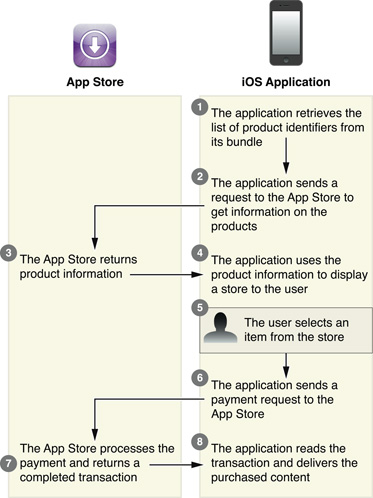 App Store
iOS Application
1
The application retrieves the
list of product identifiers from
its bundle
2
The application sends a
request to the App Store to
get information on the
products
3
The App Store returns
product information
4
The application uses the
product information to display
a store to the user
5
The user selects an
item from the store
6
The application sends a
payment request to the
App Store
7
The App Store processes the
payment and returns a
completed transaction
8
The application reads the
transaction and delivers the
purchased content